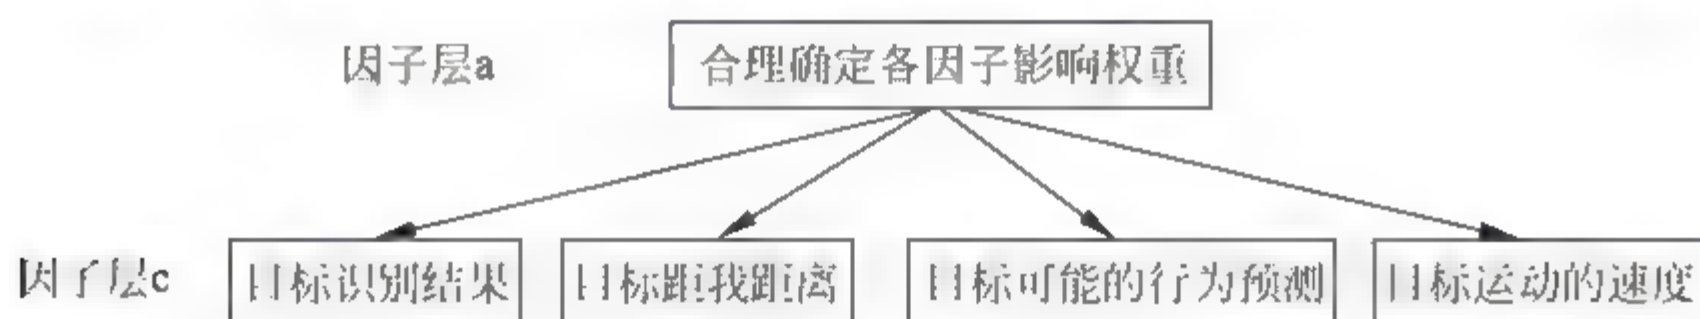 因子层a
合理确定各因子影响权重
因子层c
目标识别结果
目标距我距离
目标可能的行为预测
目标运动的速度